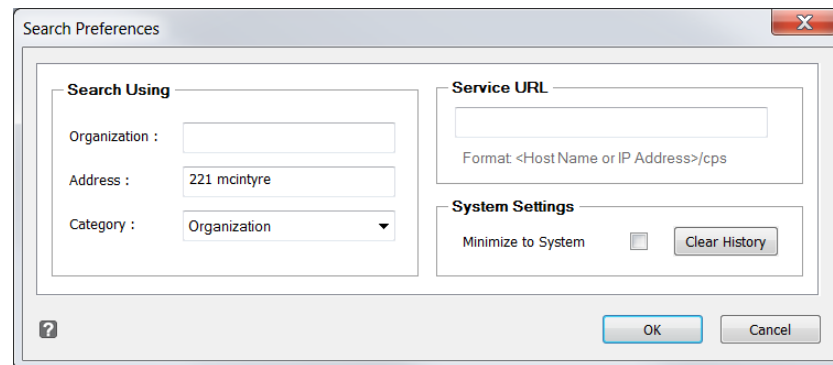 Search Preferences
X
Search Using
Organization :
Address :
221 mcintyre
Category :
Organization
Service URL
Format: <Host Name or IP Address>/cps
System Settings
Minimize to System
Clear History
?
OK
Cancel